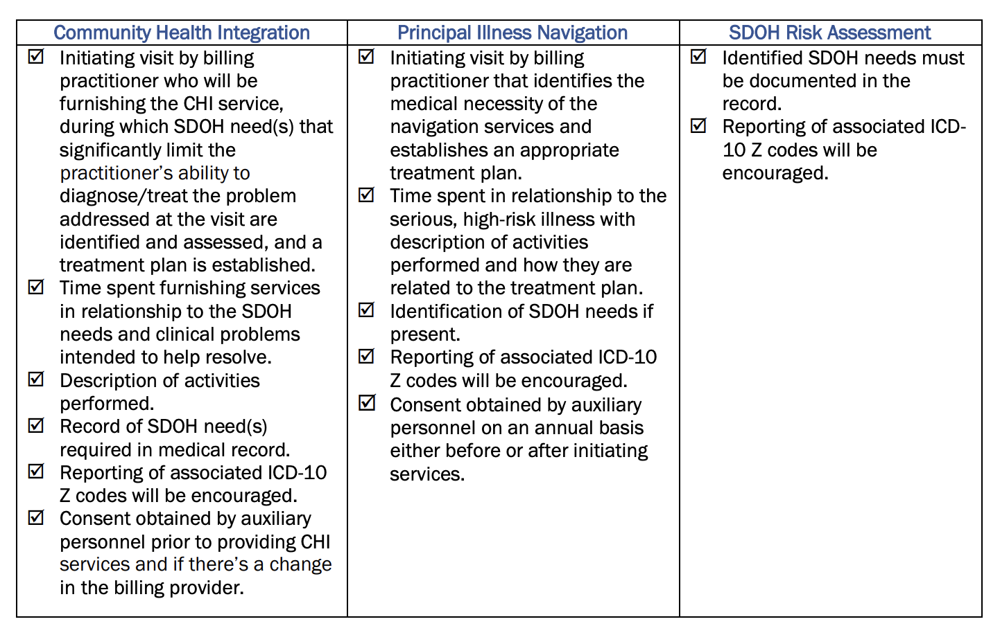 Community Health Integration
☑ Initiating visit by billing
practitioner who will be
furnishing the CHI service,
during which SDOH need(s) that
significantly limit the
practitioner’s ability to
diagnose/treat the problem
addressed at the visit are
identified and assessed, and a
treatment plan is established.
☑ Time spent furnishing services
in relationship to the SDOH
needs and clinical problems
intended to help resolve.
☑ Description of activities
performed.
☑ Record of SDOH need(s)
required in medical record.
☑ Reporting of associated ICD-10
Z codes will be encouraged.
☑ Consent obtained by auxiliary
personnel prior to providing CHI
services and if there’s a change
in the billing provider.
Principal Illness Navigation
☑ Initiating visit by billing
practitioner that identifies the
medical necessity of the
navigation services and
establishes an appropriate
treatment plan.
☑ Time spent in relationship to the
serious, high-risk illness with
description of activities
performed and how they are
related to the treatment plan.
☑ Identification of SDOH needs if
present.
☑ Reporting of associated ICD-10
Z codes will be encouraged.
☑ Consent obtained by auxiliary
personnel on an annual basis
either before or after initiating
services.
SDOH Risk Assessment
☑ Identified SDOH needs must
be documented in the
record.
☑ Reporting of associated ICD-
10 Z codes will be
encouraged.